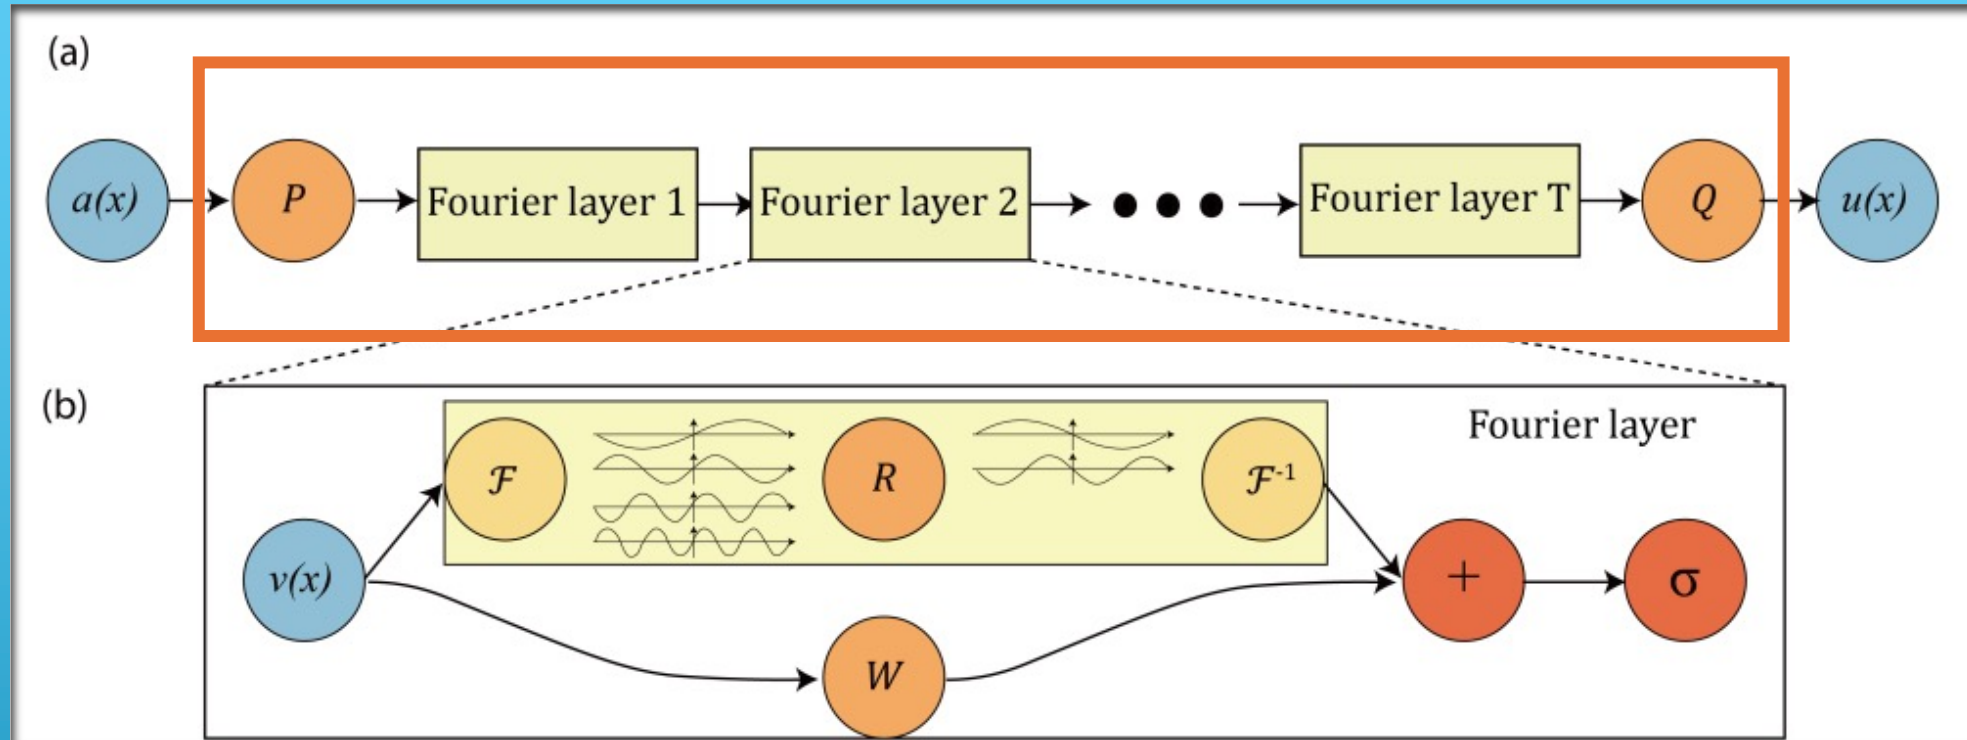 (a)
a(x) P Fourier layer 1 Fourier layer 2 Fourier layer T Q u(x)
(b)
Fourier layer
ℱ R ℱ⁻¹
v(x) + σ
W